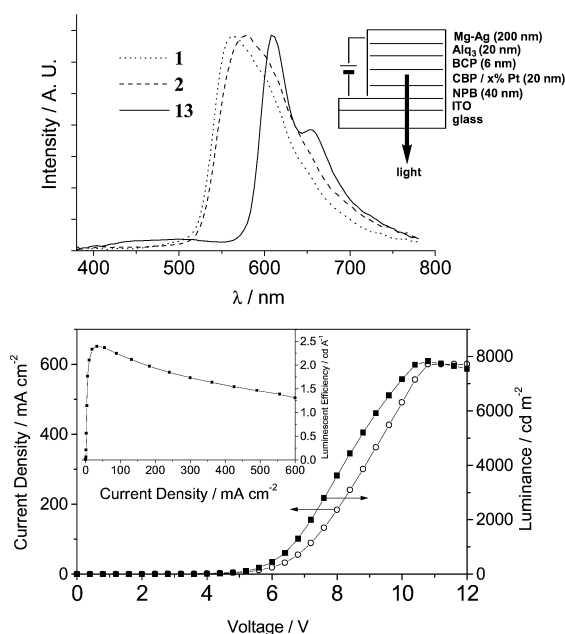 Intensity / A. U.
1
2
13
Mg-Ag (200 nm)
Alq3 (20 nm)
BCP (6 nm)
CBP / x% Pt (20 nm)
NPB (40 nm)
ITO
glass
light
400 500 600 700 800
λ / nm
Current Density / mA cm-2
600
400
200
0
Luminescent Efficiency / cd A-1
2.5
2.0
1.5
1.0
0.5
0.0
0 100 200 300 400 500 600
Current Density / mA cm-2
Luminance / cd m-2
8000
6000
4000
2000
0
0 2 4 6 8 10 12
Voltage / V